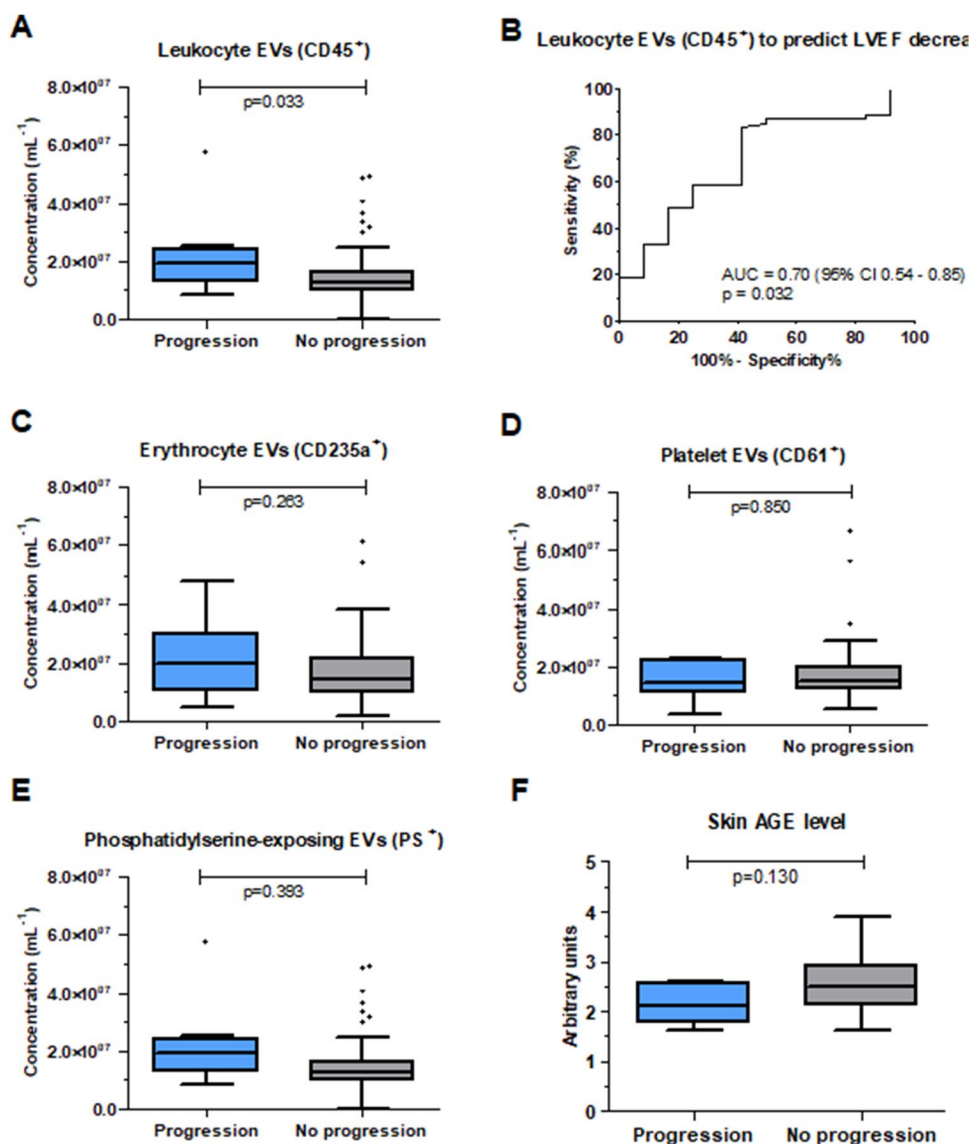 A
Leukocyte EVs (CD45⁺)
8.0×10⁰⁷
6.0×10⁰⁷
4.0×10⁰⁷
2.0×10⁰⁷
0.0
Concentration (mL⁻¹)
p=0.033
Progression No progression
B
Leukocyte EVs (CD45⁺) to predict LVEF decrea
100
80
60
40
20
0
Sensitivity (%)
AUC = 0.70 (95% CI 0.54 - 0.85)
p = 0.032
0 20 40 60 80 100
100% - Specificity%
C
Erythrocyte EVs (CD235a⁺)
8.0×10⁰⁷
6.0×10⁰⁷
4.0×10⁰⁷
2.0×10⁰⁷
0.0
Concentration (mL⁻¹)
p=0.263
Progression No progression
D
Platelet EVs (CD61⁺)
8.0×10⁰⁷
6.0×10⁰⁷
4.0×10⁰⁷
2.0×10⁰⁷
0.0
Concentration (mL⁻¹)
p=0.850
Progression No progression
E
Phosphatidylserine-exposing EVs (PS⁺)
8.0×10⁰⁷
6.0×10⁰⁷
4.0×10⁰⁷
2.0×10⁰⁷
0.0
Concentration (mL⁻¹)
p=0.393
Progression No progression
F
Skin AGE level
5
4
3
2
1
0
Arbitrary units
p=0.130
Progression No progression